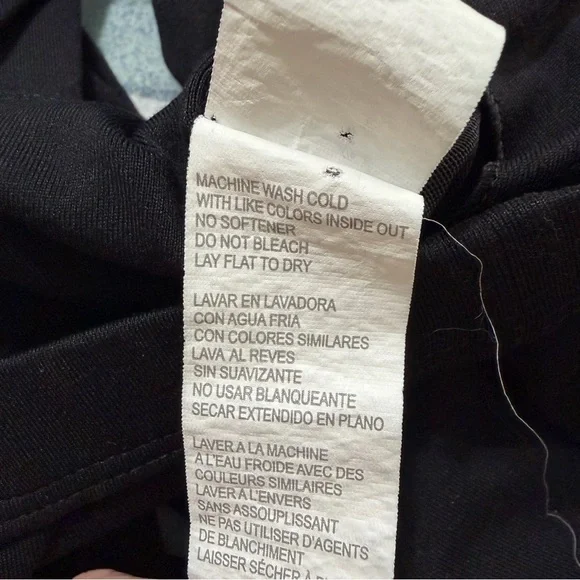 MACHINE WASH COLD
WITH LIKE COLORS INSIDE OUT
NO SOFTENER
DO NOT BLEACH
LAY FLAT TO DRY
LAVAR EN LAVADORA
CON AGUA FRIA
CON COLORES SIMILARES
LAVA AL REVES
SIN SUAVIZANTE
NO USAR BLANQUEANTE
SECAR EXTENDIDO EN PLANO
LAVER A LA MACHINE
A L'EAU FROIDE AVEC DES
COULEURS SIMILAIRES
LAVER À L'ENVERS
SANS ASSOUPLISSANT
NE PAS UTILISER D'AGENTS
DE BLANCHIMENT
LAISSER SÉCHER À